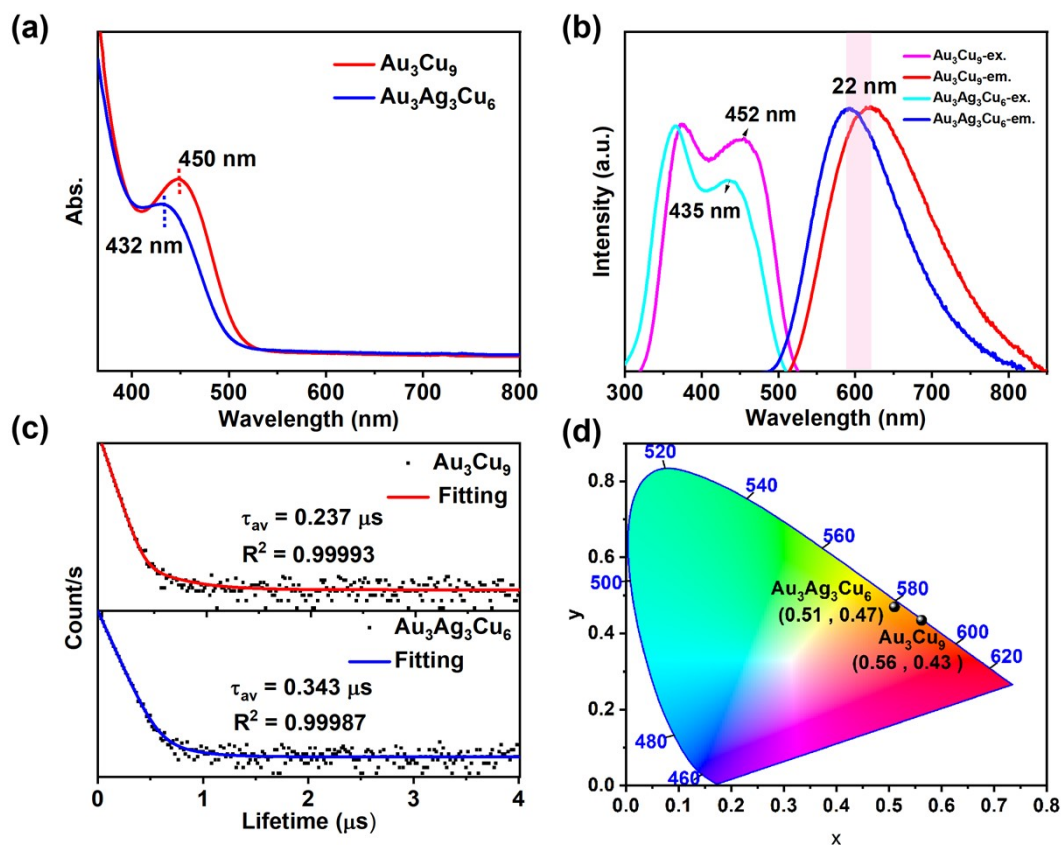 (a)
Au₃Cu₉
Au₃Ag₃Cu₆
450 nm
432 nm
Abs.
400 500 600 700 800
Wavelength (nm)
(b)
Au₃Cu₉-ex.
Au₃Cu₉-em.
Au₃Ag₃Cu₆-ex.
Au₃Ag₃Cu₆-em.
22 nm
452 nm
435 nm
Intensity (a.u.)
300 400 500 600 700 800
Wavelength (nm)
(c)
Au₃Cu₉
Fitting
τav = 0.237 μs
R² = 0.99993
Au₃Ag₃Cu₆
Fitting
τav = 0.343 μs
R² = 0.99987
Counts/s
0 1 2 3 4
Lifetime (μs)
(d)
0.8
0.6
0.4
0.2
0.0
y
520
540
560
500
580
600
620
480
460
Au₃Ag₃Cu₆
(0.51 , 0.47)
Au₃Cu₉
(0.56 , 0.43 )
0.0 0.1 0.2 0.3 0.4 0.5 0.6 0.7 0.8
x